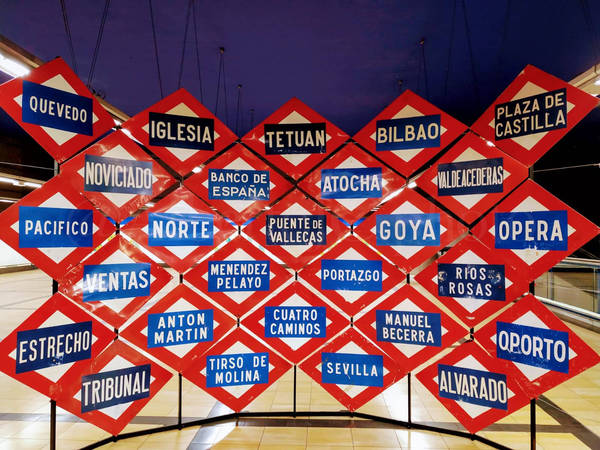 QUEVEDO
IGLESIA
TETUAN
BILBAO
PLAZA DE
CASTILLA
NOVICIADO
BANCO DE
ESPAÑA
ATOCHA
VALDEACEDERAS
PACIFICO
NORTE
PUENTE DE
VALLECAS
GOYA
OPERA
VENTAS
MENENDEZ
PELAYO
PORTAZGO
RIOS
ROSAS
ESTRECHO
ANTON
MARTIN
CUATRO
CAMINOS
MANUEL
BECERRA
OPORTO
TRIBUNAL
TIRSO DE
MOLINA
SEVILLA
ALVARADO